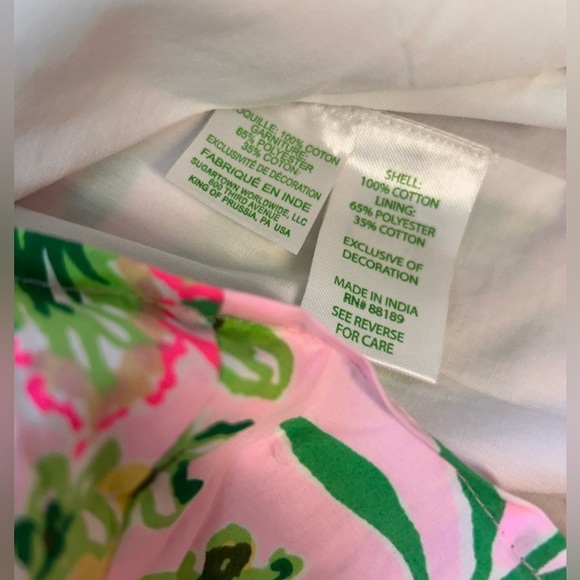 COQUILLE: 100% COTON
GARNITURE:
65% POLYESTER
35% COTON:
EXCLUSIVITÉ DE DÉCORATION
FABRIQUÉ EN INDE
SUGARTOWN WORLDWIDE, LLC
800 THIRD AVENUE
KING OF PRUSSIA, PA USA
SHELL:
100% COTTON
LINING:
65% POLYESTER
35% COTTON
EXCLUSIVE OF
DECORATION
MADE IN INDIA
RN# 88189
SEE REVERSE
FOR CARE